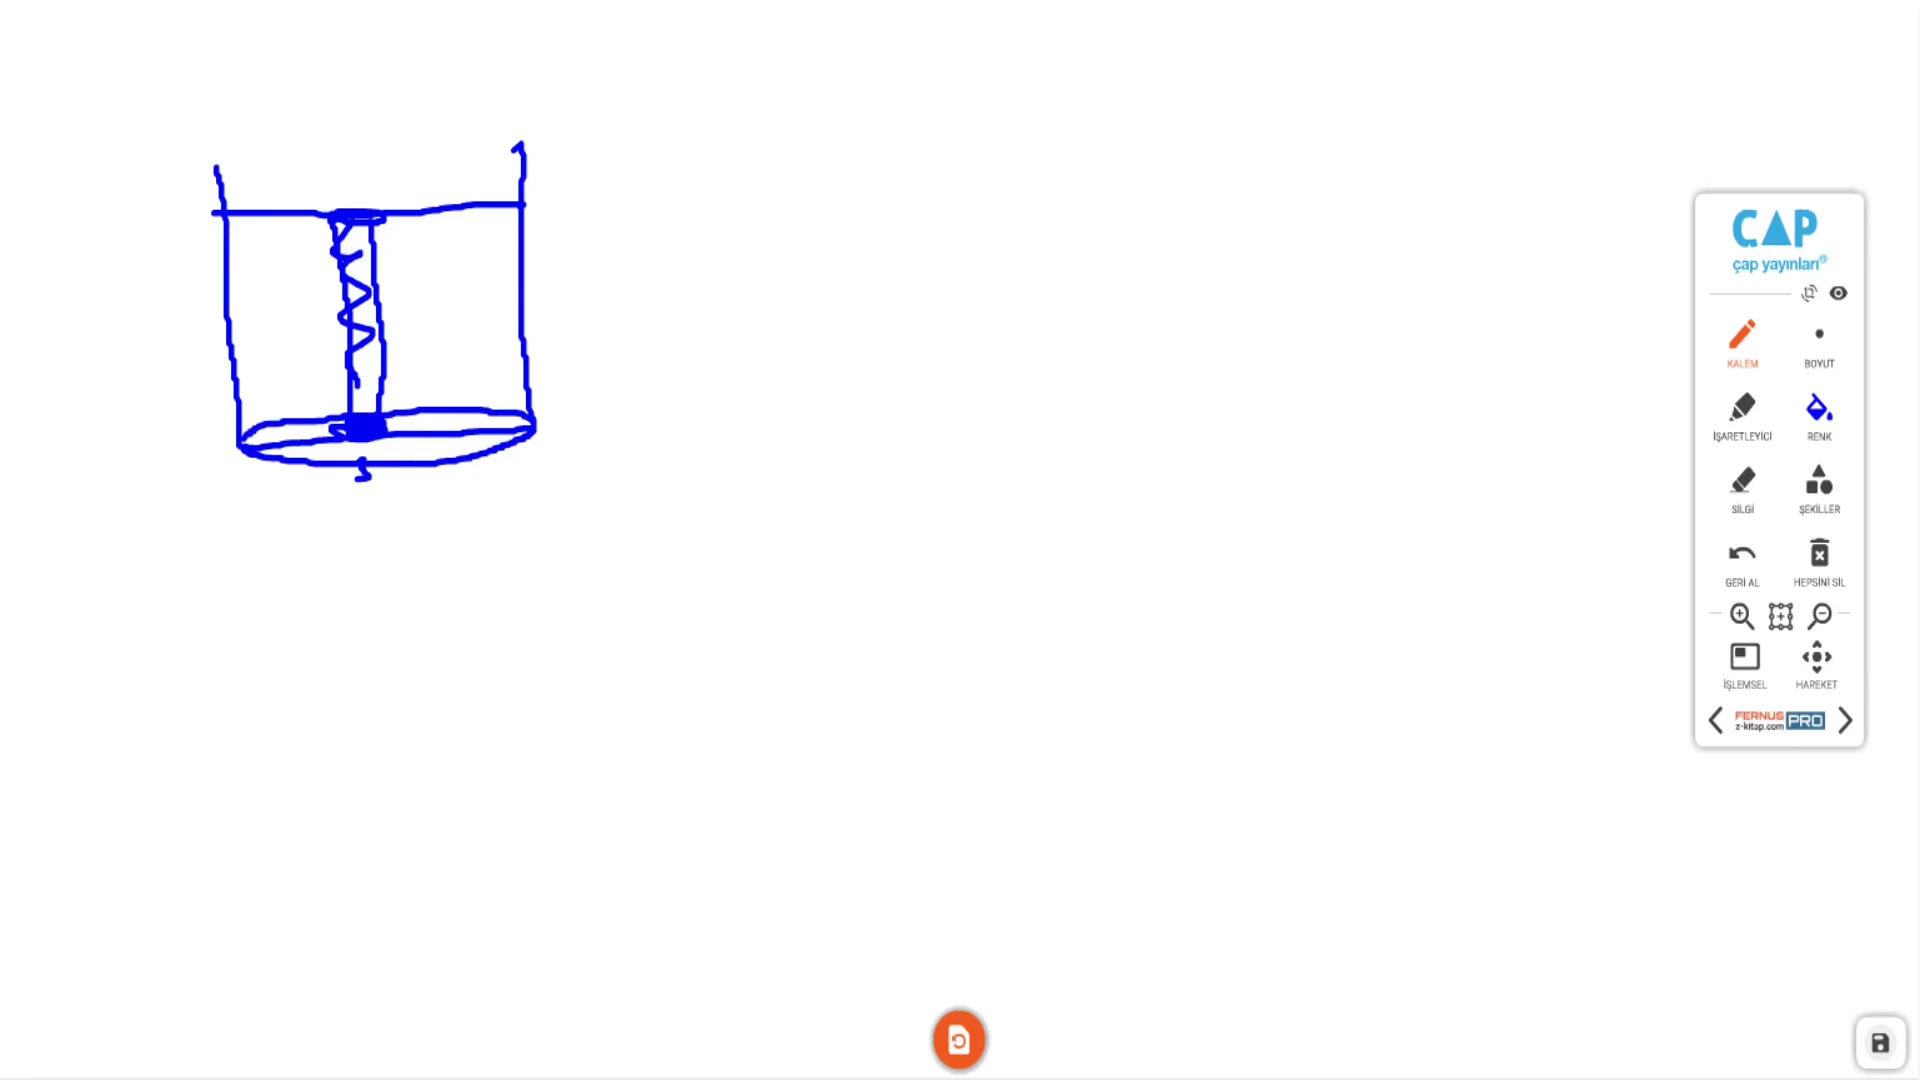 ÇAP
çap yayınları®
KALEM
BOYUT
İŞARETLEYİCİ
RENK
SİLGİ
ŞEKİLLER
GERİ AL
HEPSİNİ SİL
İŞLEMSEL
HAREKET
FERNUS
z-kitap.com PRO